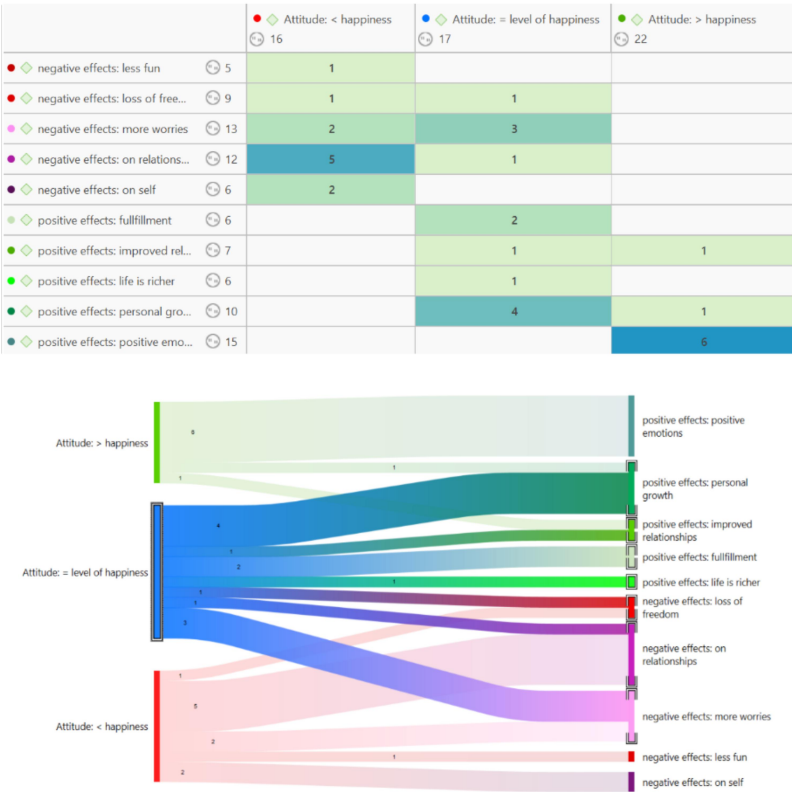 Attitude: < happiness Attitude: = level of happiness Attitude: > happiness
16 17 22
negative effects: less fun 5 1
negative effects: loss of free... 9 1 1
negative effects: more worries 13 2 3
negative effects: on relations... 12 5 1
negative effects: on self 6 2
positive effects: fullfillment 6 2
positive effects: improved rel... 7 1 1
positive effects: life is richer 6 1
positive effects: personal gro... 10 4 1
positive effects: positive emo... 15 6
Attitude: > happiness
6
1
1
Attitude: = level of happiness
4
1
2
1
1
1
3
Attitude: < happiness
1
5
2
1
2
positive effects: positive
emotions
positive effects: personal
growth
positive effects: improved
relationships
positive effects: fullfillment
positive effects: life is richer
negative effects: loss of
freedom
negative effects: on
relationships
negative effects: more worries
negative effects: less fun
negative effects: on self